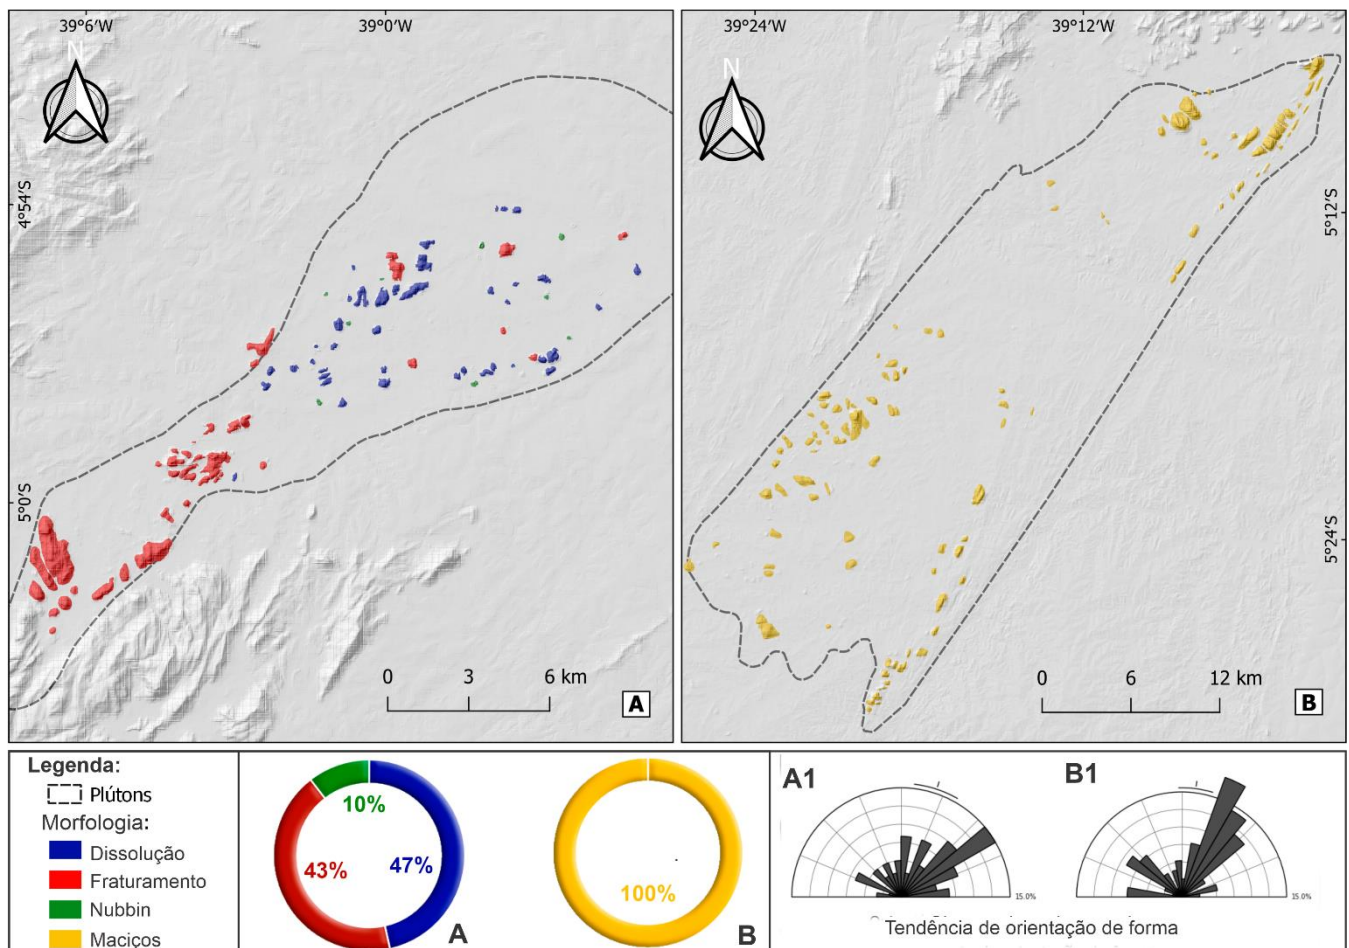 39°6'W
39°0'W
N
4°54'S
5°0'S
0
3
6 km
A
39°24'W
39°12'W
N
5°12'S
5°24'S
0
6
12 km
B
Legenda:
Plútons
Morfologia:
Dissolução
Fraturamento
Nubbin
Maciços
10%
43%
47%
A
100%
B
A1
15.0%
B1
15.0%
Tendência de orientação de forma